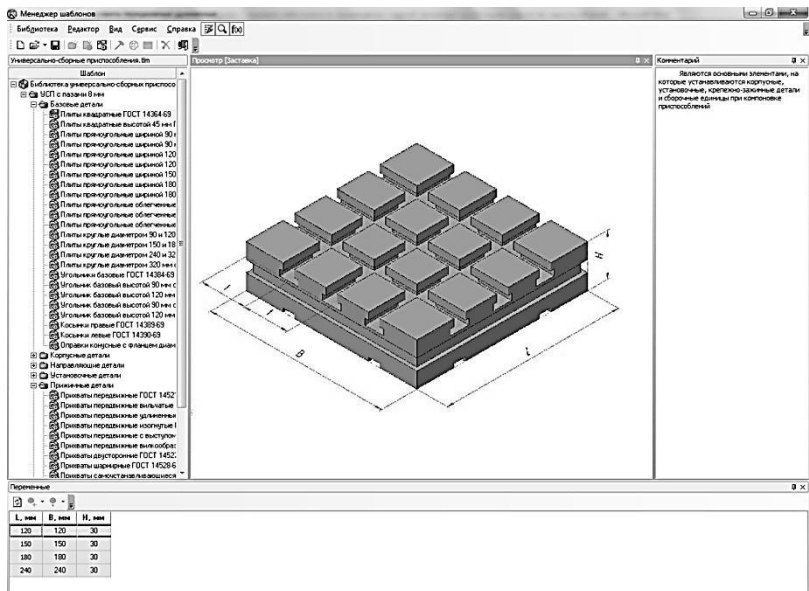 Менеджер шаблонов
Библиотека Редактор Вид Сервис Справка f(x)
Универсально-сборные приспособления.tlm
Просмотр [Заставка]
Комментарий
Шаблон
Библиотека универсально-сборных приспосо
УСП с пазами 8 мм
Базовые детали
Плиты квадратные ГОСТ 14364-69
Плиты квадратные высотой 45 мм Г
Плиты прямоугольные шириной 90 м
Плиты прямоугольные шириной 90 м
Плиты прямоугольные шириной 120
Плиты прямоугольные шириной 120
Плиты прямоугольные шириной 150
Плиты прямоугольные шириной 180
Плиты прямоугольные шириной 180
Плиты прямоугольные облегченные
Плиты прямоугольные облегченные
Плиты прямоугольные облегченные
Плиты круглые диаметром 90 и 120
Плиты круглые диаметром 150 и 18
Плиты круглые диаметром 240 и 32
Плиты круглые диаметром 320 мм
Угольники базовые ГОСТ 14384-69
Угольник базовый высотой 90 мм с
Угольник базовый высотой 120 мм
Угольник базовый высотой 90 мм с
Угольник базовый высотой 120 мм
Косынки правые ГОСТ 14389-69
Косынки левые ГОСТ 14390-69
Оправки конусные с фланцем диам
Корпусные детали
Направляющие детали
Установочные детали
Прижимные детали
Прихваты передвижные ГОСТ 1452
Прихваты передвижные вильчатые
Прихваты передвижные удлиненны
Прихваты передвижные изогнутые
Прихваты передвижные с выступом
Прихваты передвижные вилкообраз
Прихваты двусторонние ГОСТ 1452
Прихваты шарнирные ГОСТ 14528-6
Прихваты самоустанавливающиеся
H
B
L
Являются основными элементами, на
которые устанавливаются корпусные,
установочные, крепежно-зажимные детали
и сборочные единицы при компоновке
приспособлений
Переменные
L, мм B, мм H, мм
120 120 30
150 150 30
180 180 30
240 240 30